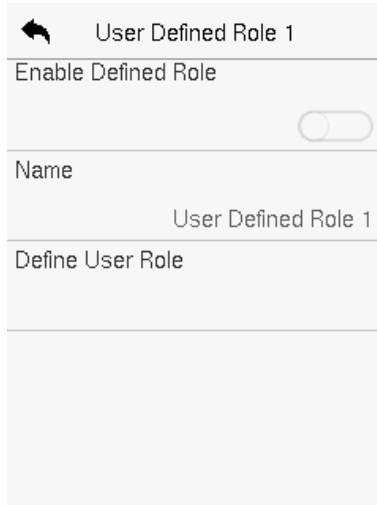 User Defined Role 1
Enable Defined Role
Name
User Defined Role 1
Define User Role